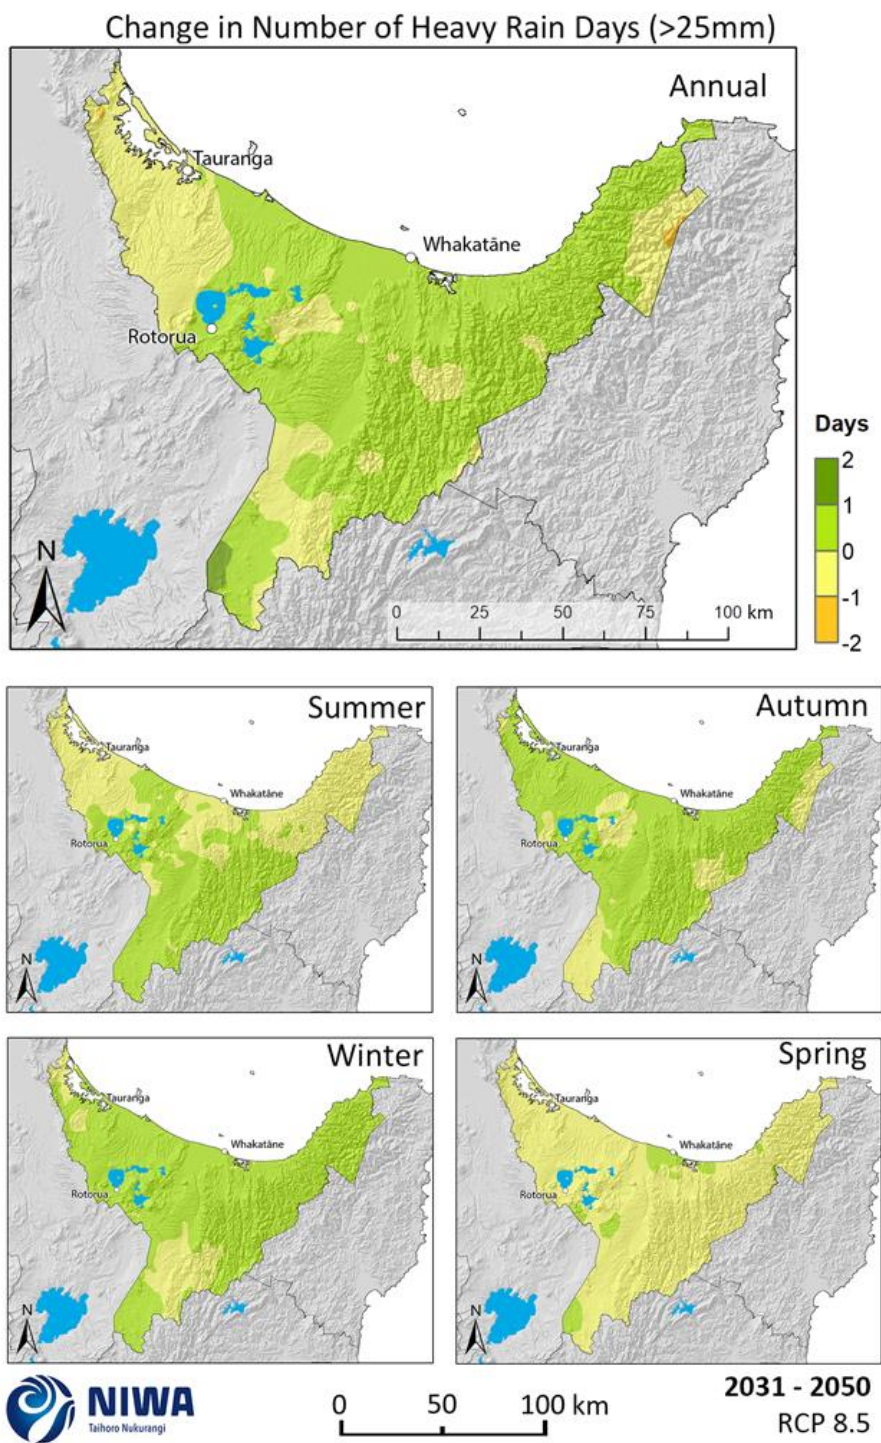 Change in Number of Heavy Rain Days (>25mm)
Annual
Tauranga
Whakatāne
Rotorua
Days
2
1
0
-1
-2
N
0 25 50 75 100 km
Summer
Tauranga
Whakatāne
Rotorua
N
Autumn
Tauranga
Whakatāne
Rotorua
N
Winter
Tauranga
Whakatāne
Rotorua
N
Spring
Tauranga
Whakatāne
Rotorua
N
NIWA
Taihoro Nukurangi
0 50 100 km
2031 - 2050
RCP 8.5